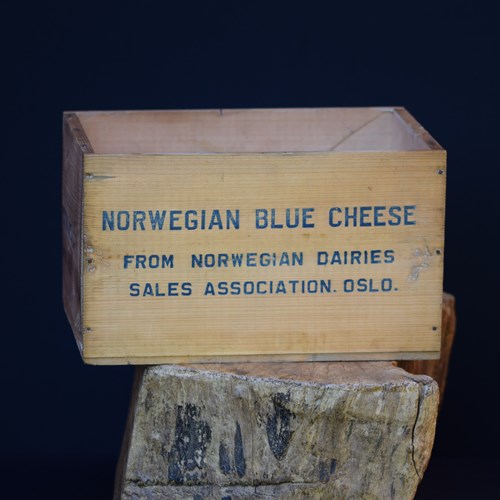 NORWEGIAN BLUE CHEESE
FROM NORWEGIAN DAIRIES
SALES ASSOCIATION. OSLO.